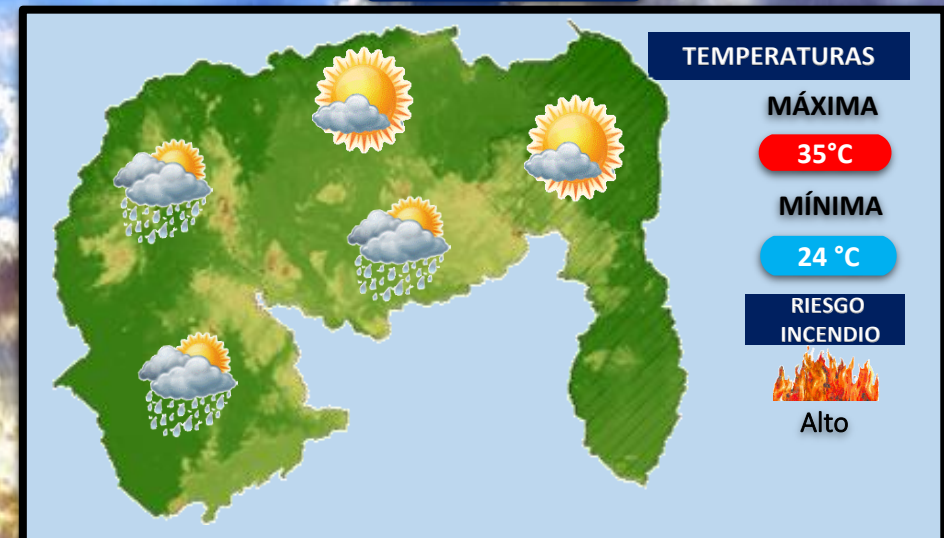 TEMPERATURAS
MÁXIMA
35°C
MÍNIMA
24 °C
RIESGO
INCENDIO
Alto